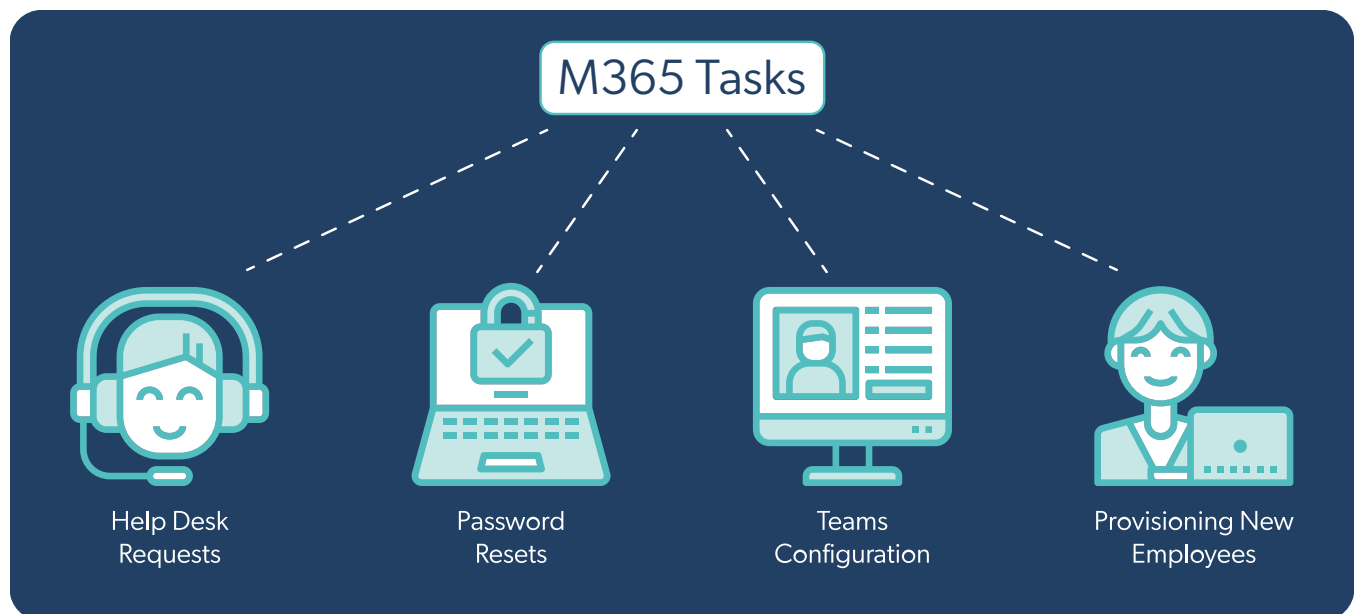 M365 Tasks
Help Desk
Requests
Password
Resets
Teams
Configuration
Provisioning New
Employees